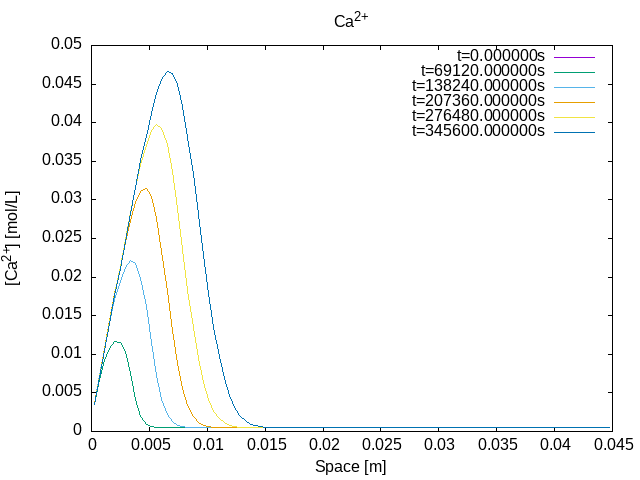 Ca²⁺
t=0.000000s
t=69120.000000s
t=138240.000000s
t=207360.000000s
t=276480.000000s
t=345600.000000s
[Ca²⁺] [mol/L]
0.05
0.045
0.04
0.035
0.03
0.025
0.02
0.015
0.01
0.005
0
0 0.005 0.01 0.015 0.02 0.025 0.03 0.035 0.04 0.045
Space [m]